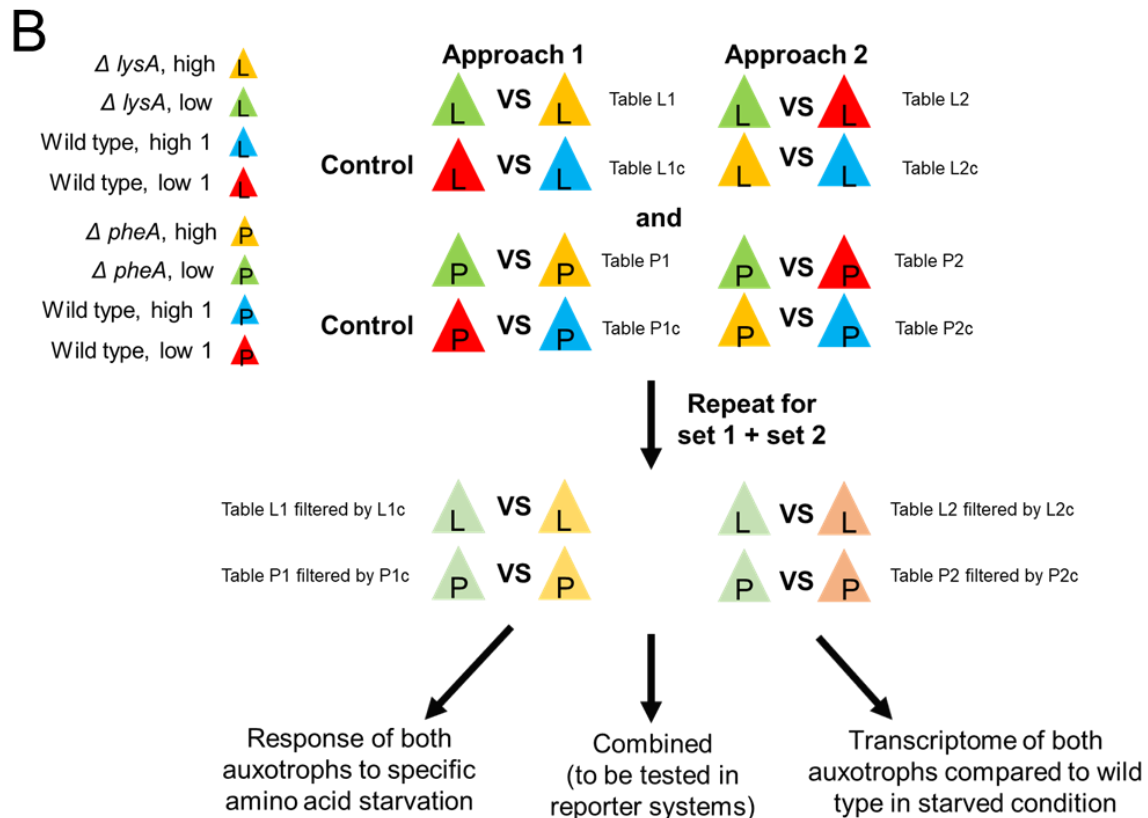 B
Δ lysA, high L
Δ lysA, low L
Wild type, high 1 L
Wild type, low 1 L
Δ pheA, high P
Δ pheA, low P
Wild type, high 1 P
Wild type, low 1 P
Approach 1
L VS L Table L1
Control L VS L Table L1c
Approach 2
L VS L Table L2
L VS L Table L2c
and
P VS P Table P1
Control P VS P Table P1c
P VS P Table P2
P VS P Table P2c
Repeat for
set 1 + set 2
Table L1 filtered by L1c L VS L
Table P1 filtered by P1c P VS P
L VS L Table L2 filtered by L2c
P VS P Table P2 filtered by P2c
Response of both
auxotrophs to specific
amino acid starvation
Combined
(to be tested in
reporter systems)
Transcriptome of both
auxotrophs compared to wild
type in starved condition